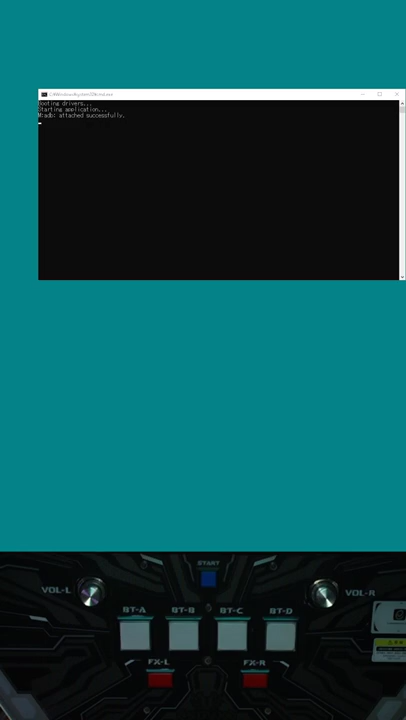 C:\Windows\System32\cmd.exe
Booting drivers...
Starting application...
M:adb: attached successfully.
START
VOL-L
VOL-R
BT-A
BT-B
BT-C
BT-D
FX-L
FX-R